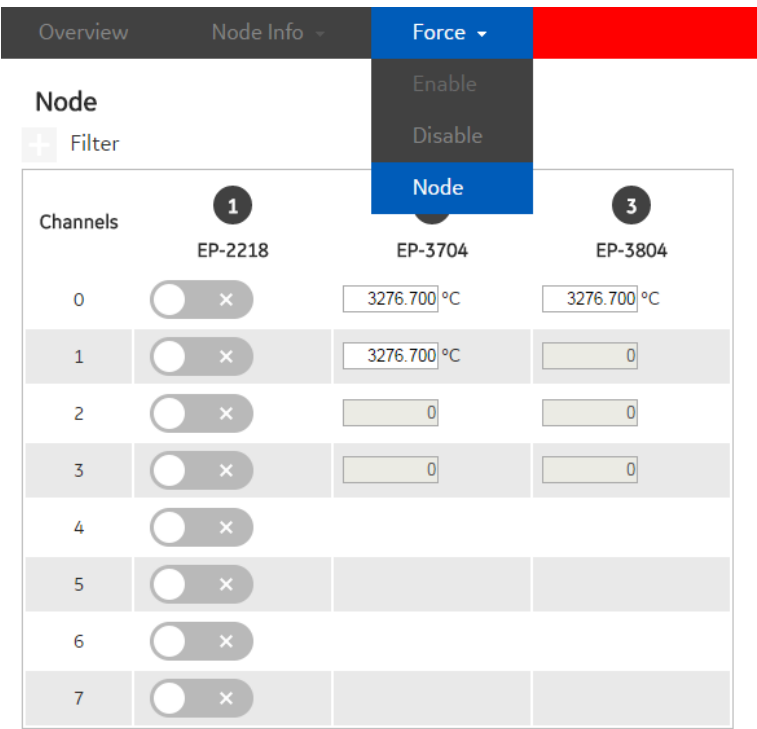 Overview Node Info Force
Enable
Node
Filter Disable
Node
Channels 1 3
EP-2218 EP-3704 EP-3804
0 3276.700 °C 3276.700 °C
1 3276.700 °C 0
2 0 0
3 0 0
4
5
6
7